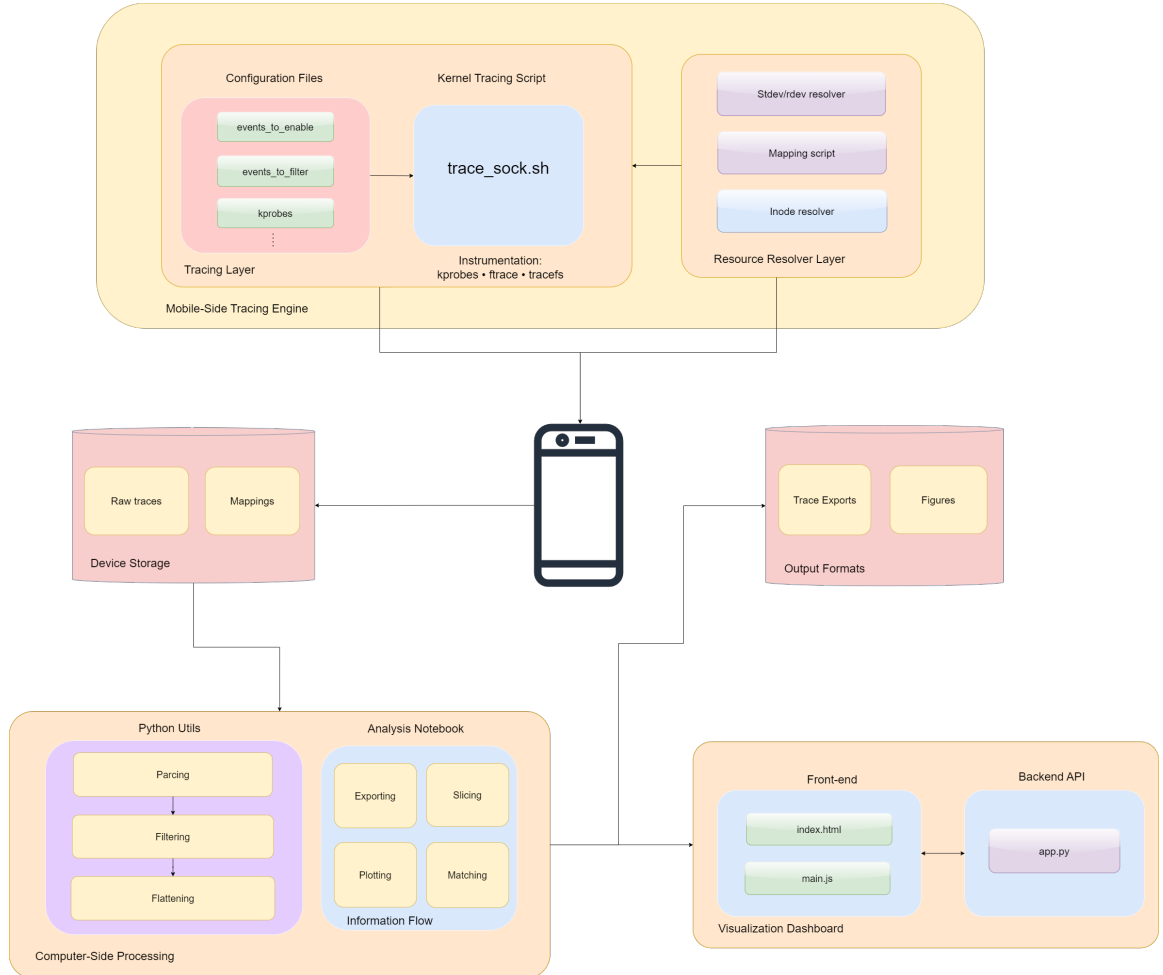 Configuration Files
Kernel Tracing Script
events_to_enable
events_to_filter
kprobes
trace_sock.sh
Tracing Layer
Instrumentation:
kprobes • ftrace • tracefs
Mobile-Side Tracing Engine
Stdev/rdev resolver
Mapping script
Inode resolver
Resource Resolver Layer
Raw traces
Mappings
Device Storage
Trace Exports
Figures
Output Formats
Python Utils
Analysis Notebook
Parcing
Filtering
Flattening
Exporting
Slicing
Plotting
Matching
Information Flow
Computer-Side Processing
Front-end
Backend API
index.html
main.js
app.py
Visualization Dashboard